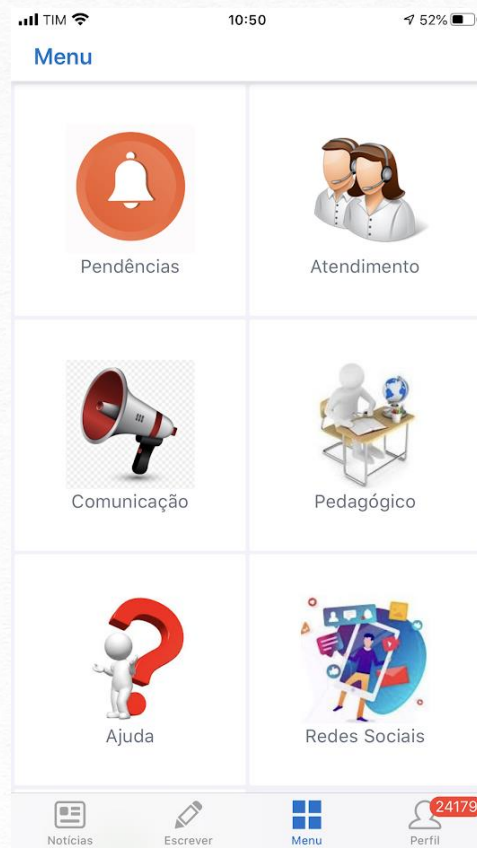 TIM 10:50 52%
Menu
Pendências Atendimento
Comunicação Pedagógico
Ajuda Redes Sociais
24179
Notícias Escrever Menu Perfil